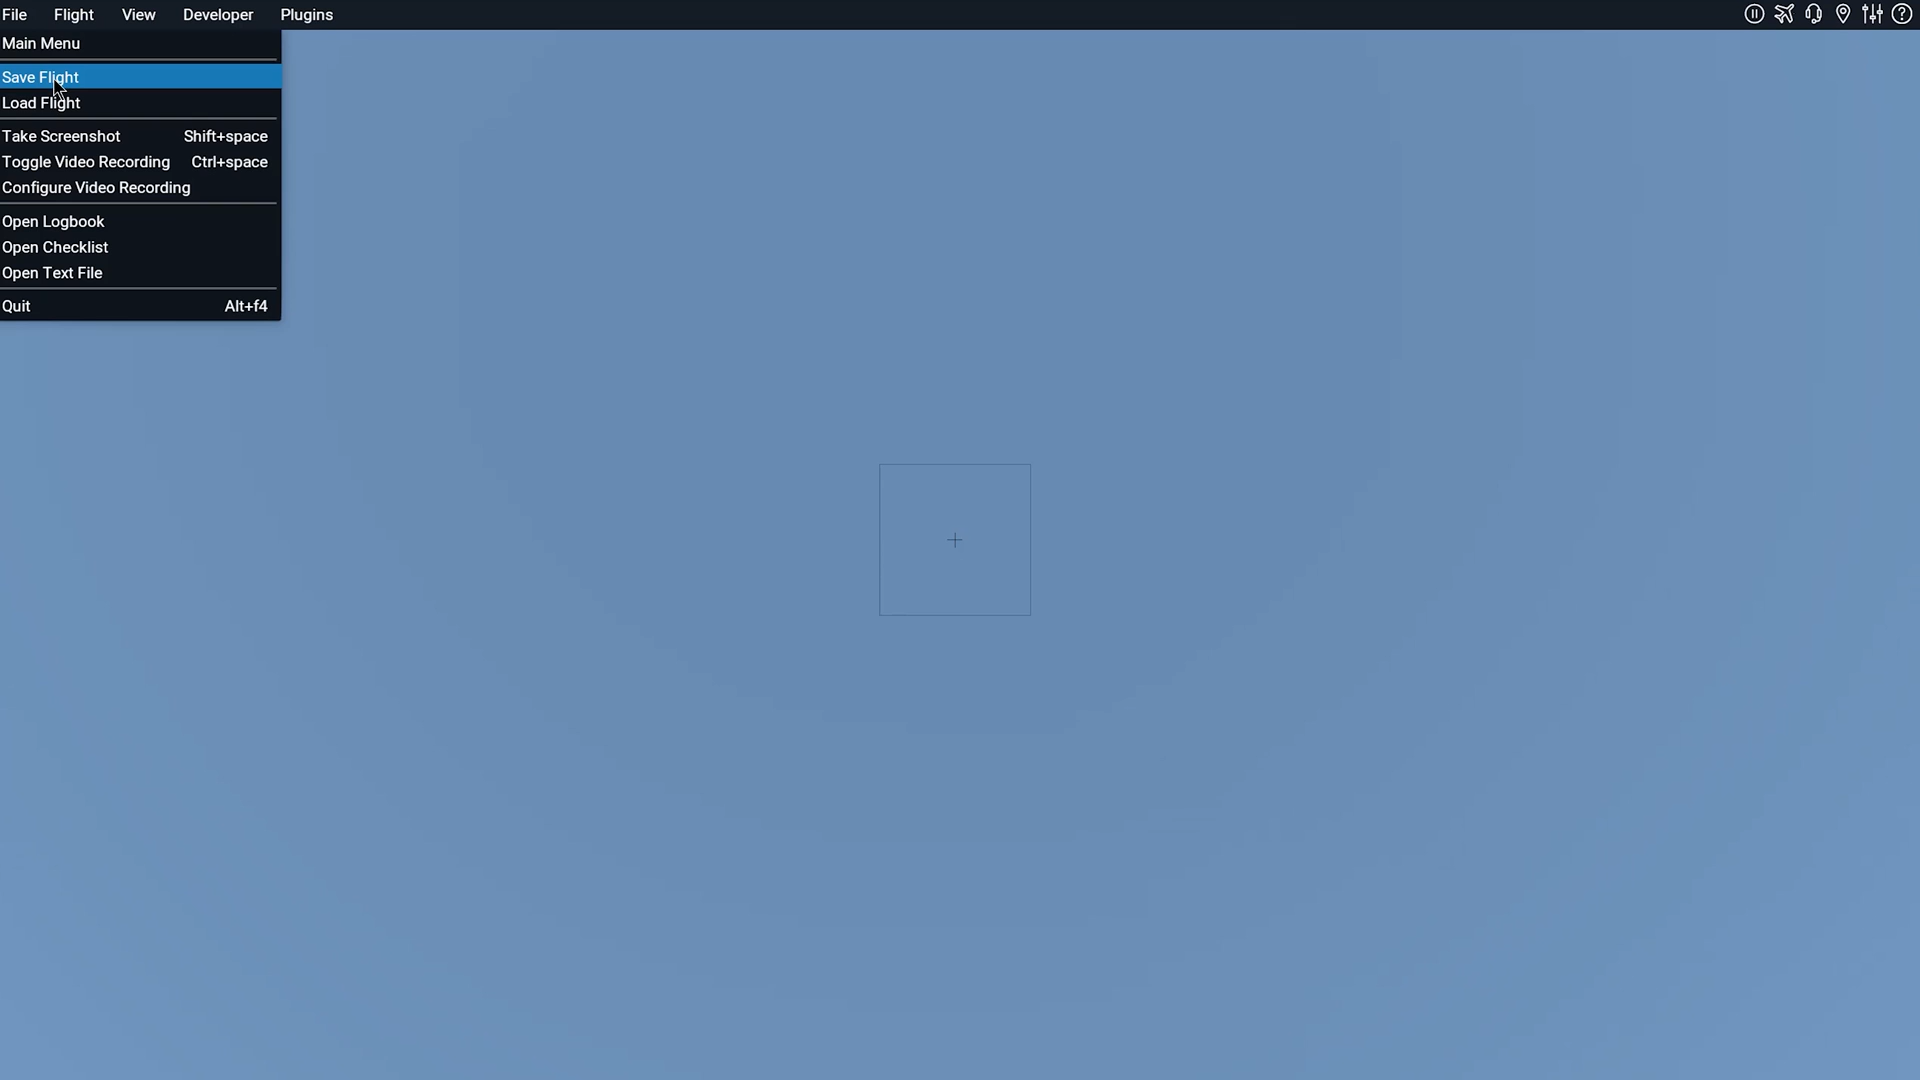 File Flight View Developer Plugins
Main Menu
Save Flight
Load Flight
Take Screenshot Shift+space
Toggle Video Recording Ctrl+space
Configure Video Recording
Open Logbook
Open Checklist
Open Text File
Quit Alt+f4